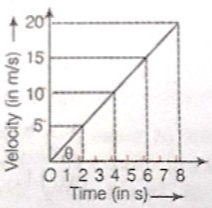 Velocity (in m/s)
20
15
10
5
θ
O 1 2 3 4 5 6 7 8
Time (in s)